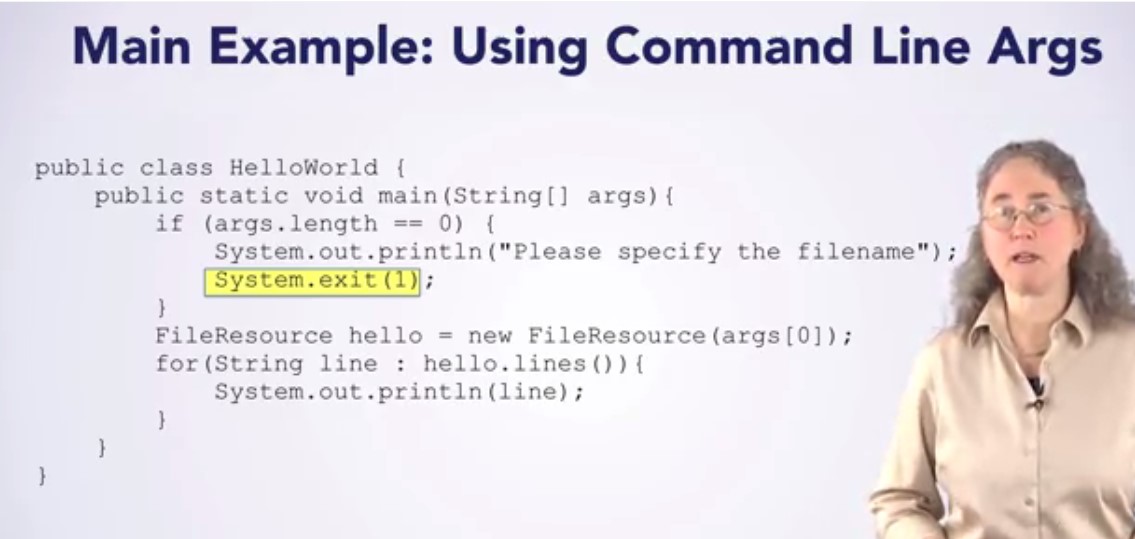 Main Example: Using Command Line Args
public class HelloWorld {
public static void main(String[] args){
if (args.length == 0) {
System.out.println("Please specify the filename");
System.exit(1);
}
FileResource hello = new FileResource(args[0]);
for(String line : hello.lines()){
System.out.println(line);
}
}
}